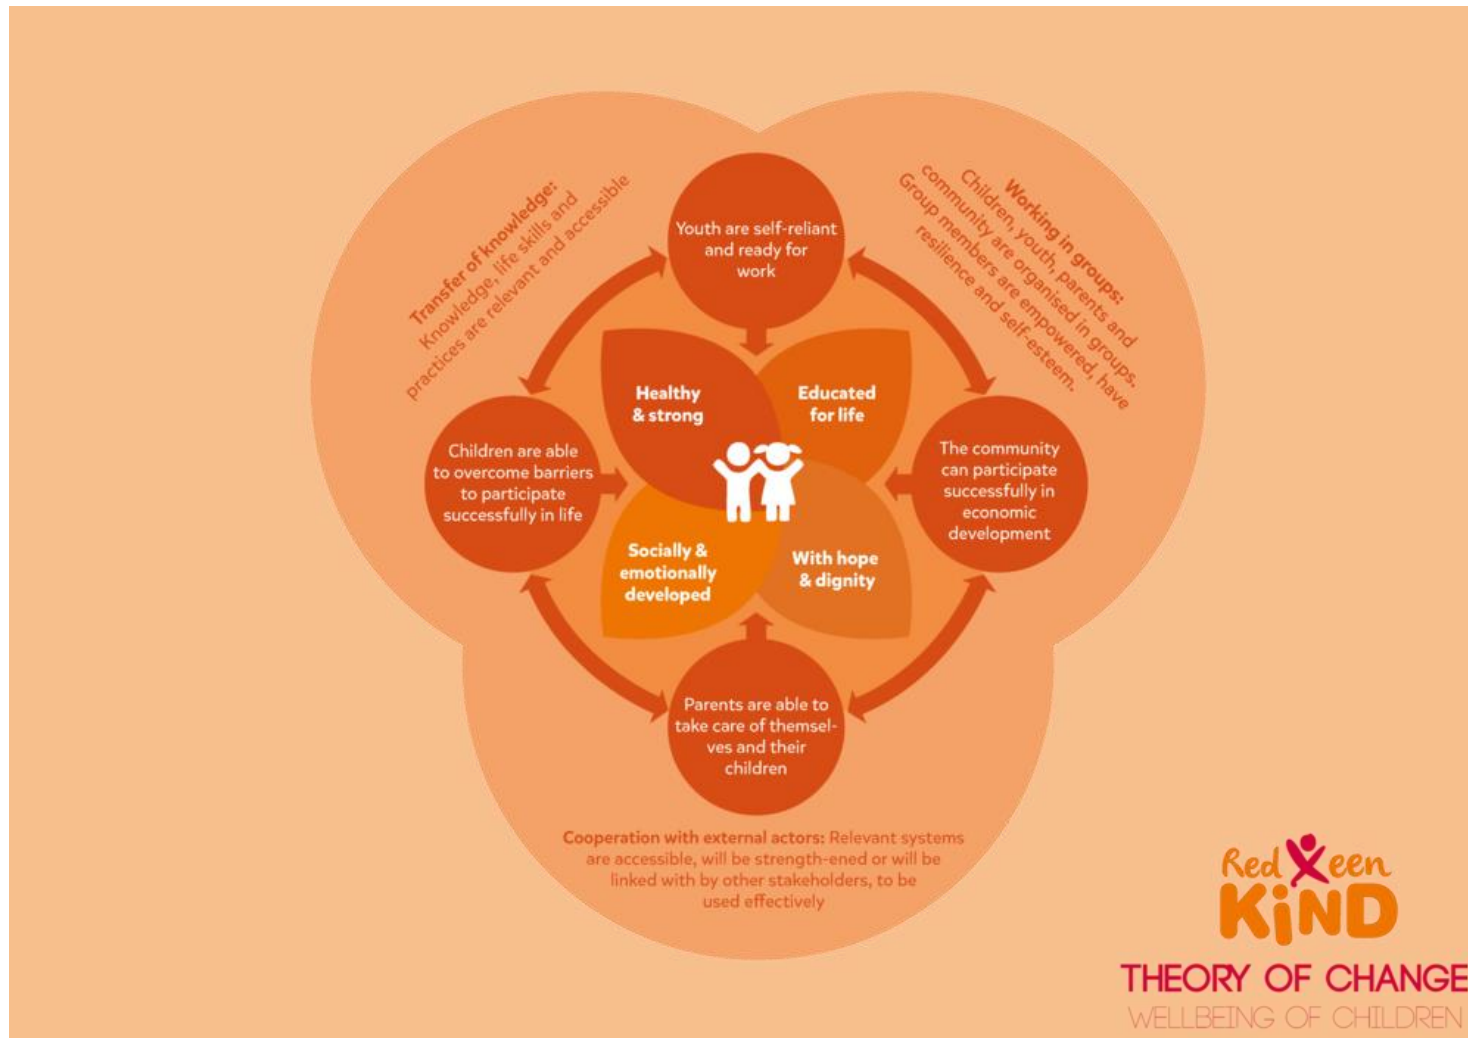 Transfer of knowledge:
Knowledge, life skills and
practices are relevant and accessible
Working in groups:
Children, youth, parents and
community are organised in groups.
Group members are empowered, have
resilience and self-esteem.
Youth are self-reliant
and ready for
work
Healthy
& strong
Educated
for life
Children are able
to overcome barriers
to participate
successfully in life
The community
can participate
successfully in
economic
development
Socially &
emotionally
developed
With hope
& dignity
Parents are able to
take care of themsel-
ves and their
children
Cooperation with external actors: Relevant systems
are accessible, will be strength-ened or will be
linked with by other stakeholders, to be
used effectively
Red een
KiND
THEORY OF CHANGE
WELLBEING OF CHILDREN